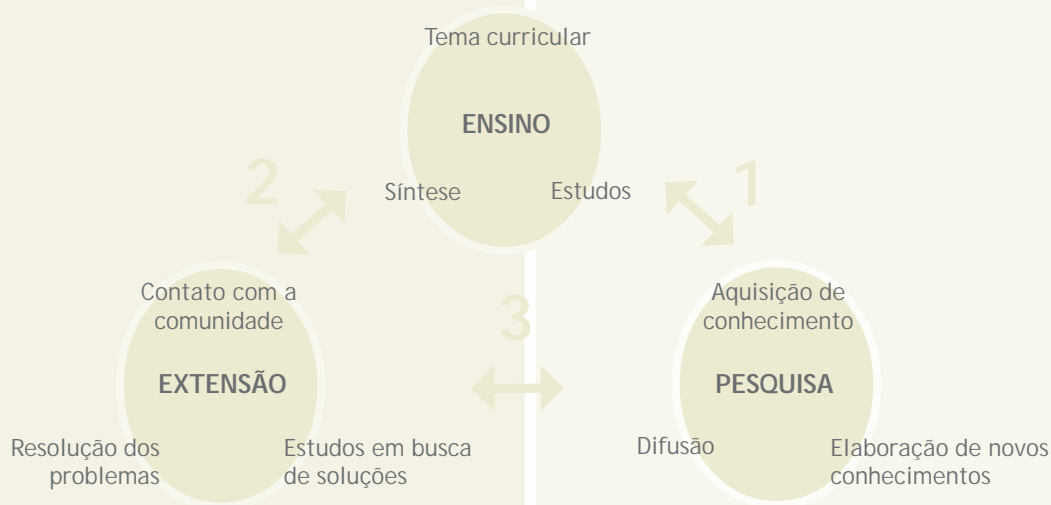 Tema curricular
ENSINO
Síntese
Estudos
2
1
Contato com a
comunidade
EXTENSÃO
Resolução dos
problemas
Estudos em busca
de soluções
3
Aquisição de
conhecimento
PESQUISA
Difusão
Elaboração de novos
conhecimentos